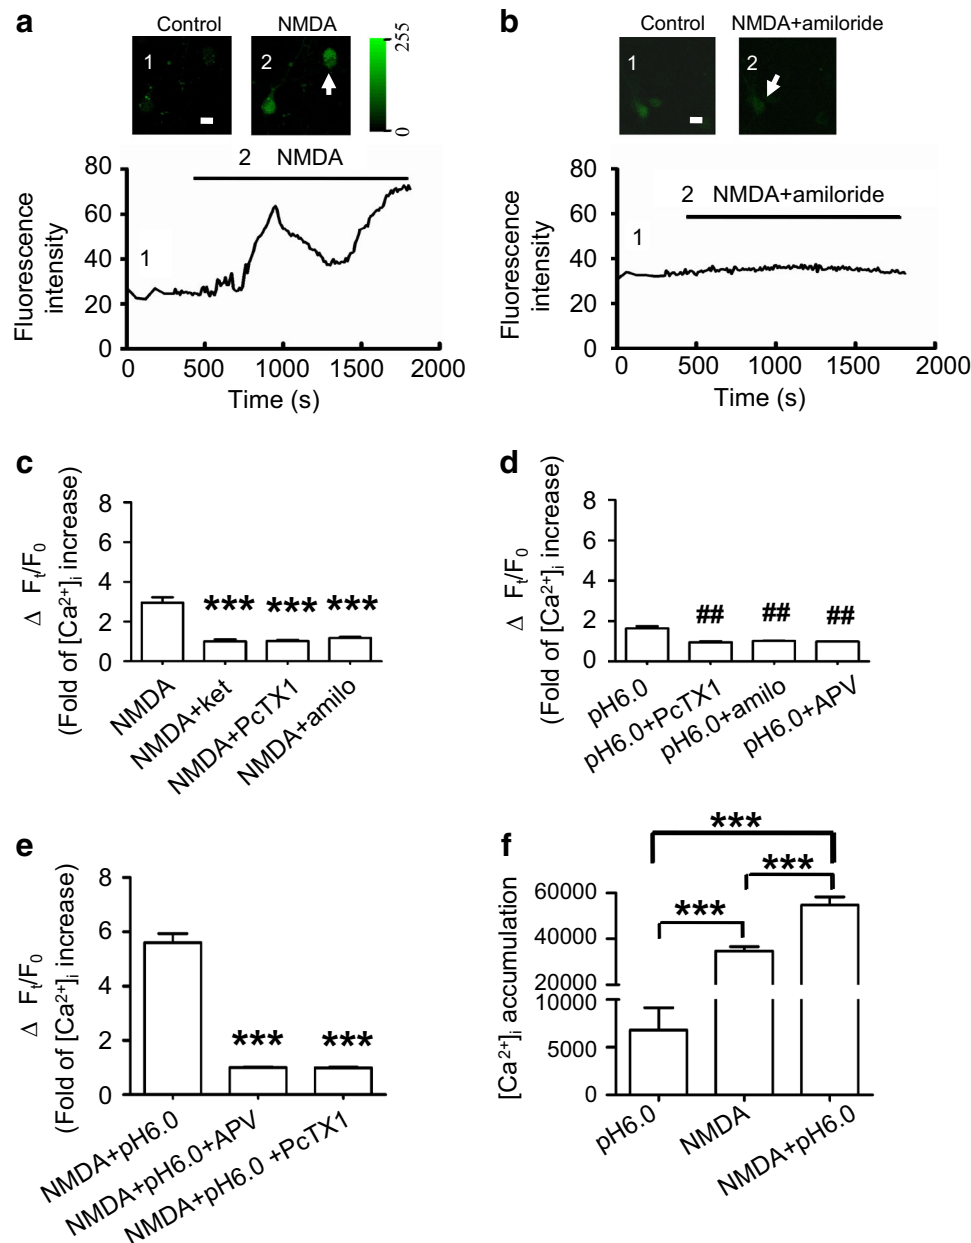 a
Control
NMDA
1
2
255
0
2 NMDA
80
60
40
20
0
1
Fluorescence
intensity
0 500 1000 1500 2000
Time (s)
b
Control
NMDA+amiloride
1
2
2 NMDA+amiloride
80
60
40
20
0
1
Fluorescence
intensity
0 500 1000 1500 2000
Time (s)
c
Δ Fₜ/F₀
(Fold of [Ca²⁺]ᵢ increase)
8
6
4
2
0
*** *** ***
NMDA
NMDA+ket
NMDA+PcTX1
NMDA+amilo
d
Δ Fₜ/F₀
(Fold of [Ca²⁺]ᵢ increase)
8
6
4
2
0
## ## ##
pH6.0
pH6.0+PcTX1
pH6.0+amilo
pH6.0+APV
e
Δ Fₜ/F₀
(Fold of [Ca²⁺]ᵢ increase)
8
6
4
2
0
*** ***
NMDA+pH6.0
NMDA+pH6.0+APV
NMDA+pH6.0 +PcTX1
f
[Ca²⁺]ᵢ accumulation
60000
40000
20000
10000
5000
0
***
***
***
pH6.0
NMDA
NMDA+pH6.0